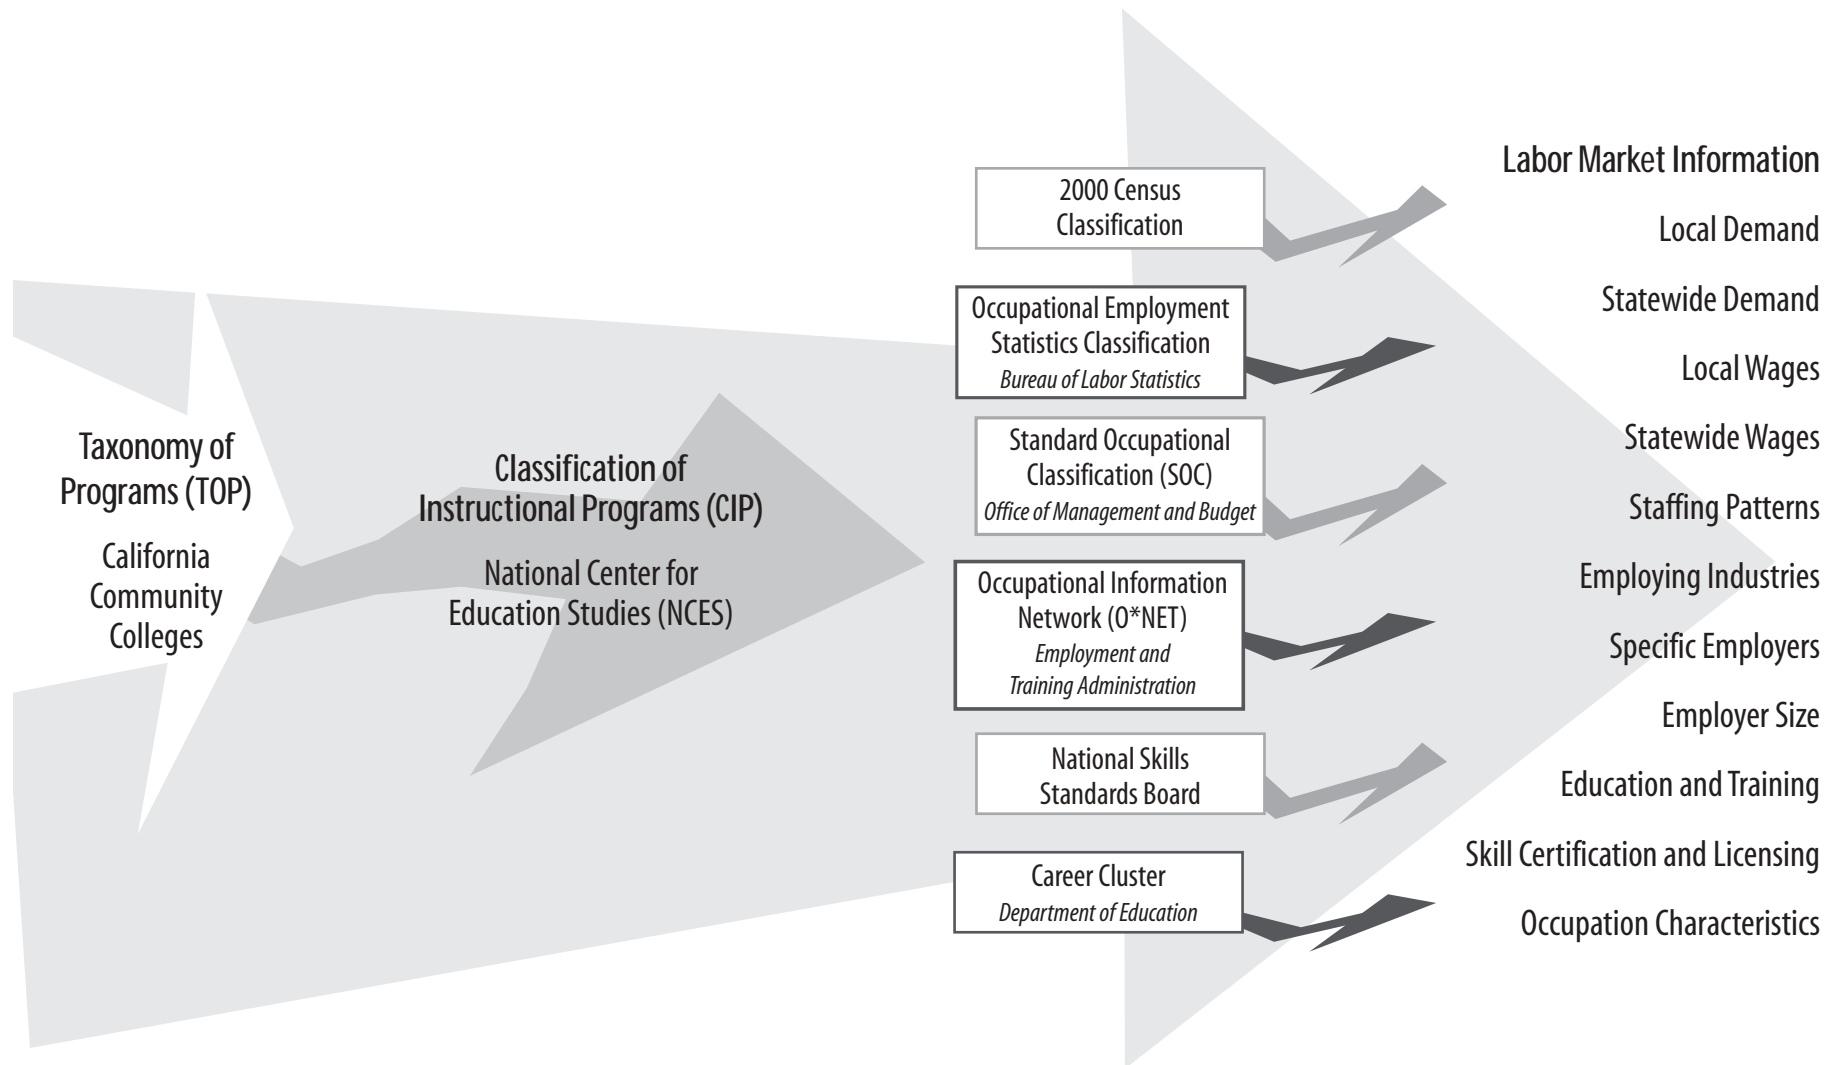 Taxonomy of
Programs (TOP)
California
Community
Colleges
Classification of
Instructional Programs (CIP)
National Center for
Education Studies (NCES)
2000 Census
Classification
Occupational Employment
Statistics Classification
Bureau of Labor Statistics
Standard Occupational
Classification (SOC)
Office of Management and Budget
Occupational Information
Network (O*NET)
Employment and
Training Administration
National Skills
Standards Board
Career Cluster
Department of Education
Labor Market Information
Local Demand
Statewide Demand
Local Wages
Statewide Wages
Staffing Patterns
Employing Industries
Specific Employers
Employer Size
Education and Training
Skill Certification and Licensing
Occupation Characteristics